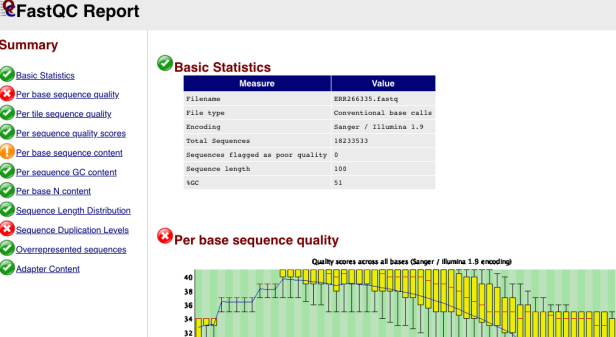 FastQC Report
Summary
Basic Statistics
Per base sequence quality
Per tile sequence quality
Per sequence quality scores
Per base sequence content
Per sequence GC content
Per base N content
Sequence Length Distribution
Sequence Duplication Levels
Overrepresented sequences
Adapter Content
Basic Statistics
Measure Value
Filename ERR266335.fastq
File type Conventional base calls
Encoding Sanger / Illumina 1.9
Total Sequences 18233533
Sequences flagged as poor quality 0
Sequence length 100
%GC 51
Per base sequence quality
Quality scores across all bases (Sanger / Illumina 1.9 encoding)
40
38
36
34
32